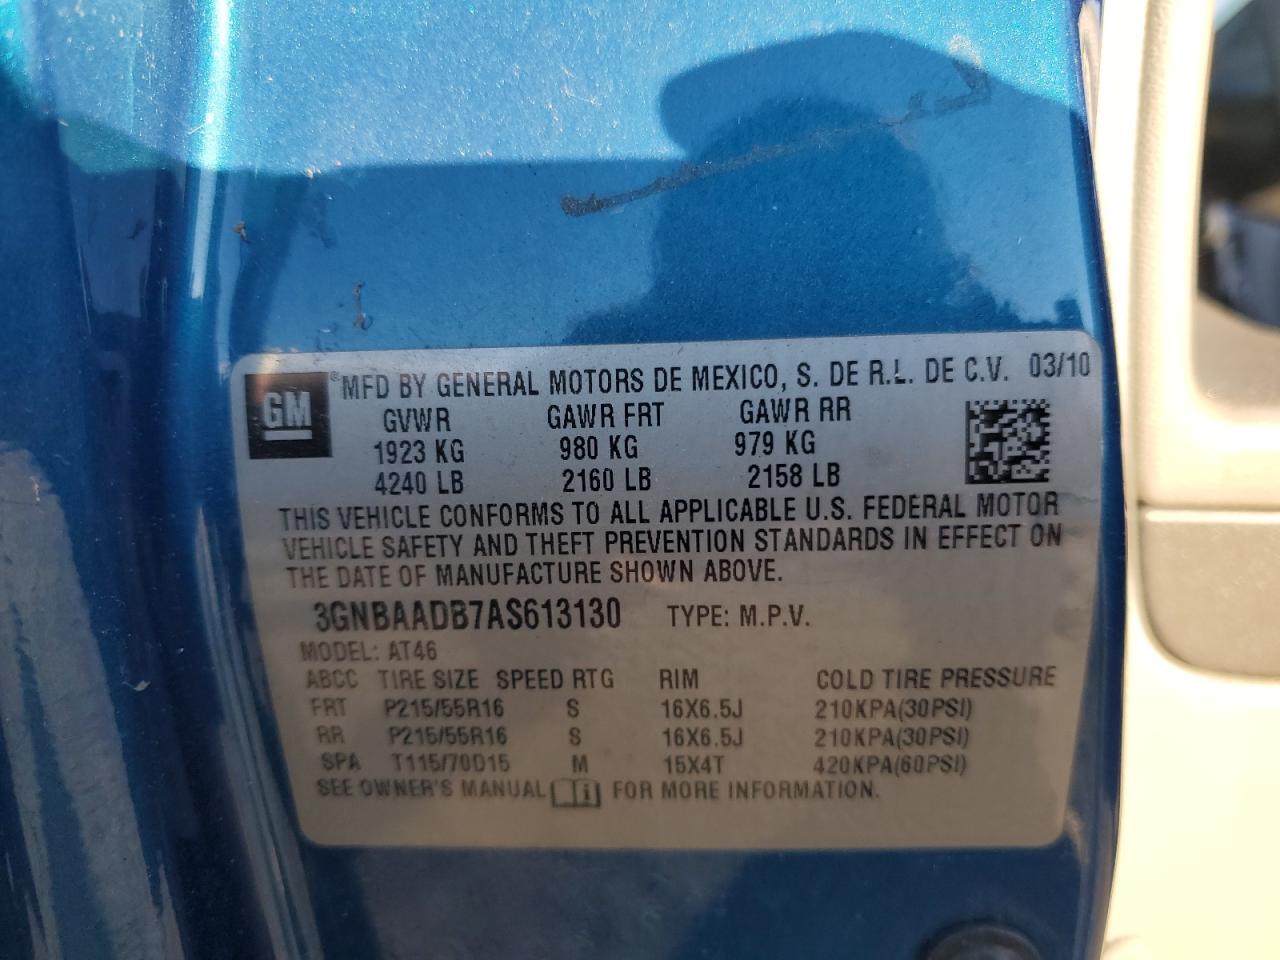 GM ®MFD BY GENERAL MOTORS DE MEXICO, S. DE R.L. DE C.V. 03/10
GVWR GAWR FRT GAWR RR
1923 KG 980 KG 979 KG
4240 LB 2160 LB 2158 LB
THIS VEHICLE CONFORMS TO ALL APPLICABLE U.S. FEDERAL MOTOR
VEHICLE SAFETY AND THEFT PREVENTION STANDARDS IN EFFECT ON
THE DATE OF MANUFACTURE SHOWN ABOVE.
3GNBAADB7AS613130 TYPE: M.P.V.
MODEL: AT46
ABCC TIRE SIZE SPEED RTG RIM COLD TIRE PRESSURE
FRT P215/55R16 S 16X6.5J 210KPA(30PSI)
RR P215/55R16 S 16X6.5J 210KPA(30PSI)
SPA T115/70D15 M 15X4T 420KPA(60PSI)
SEE OWNER'S MANUAL i FOR MORE INFORMATION.